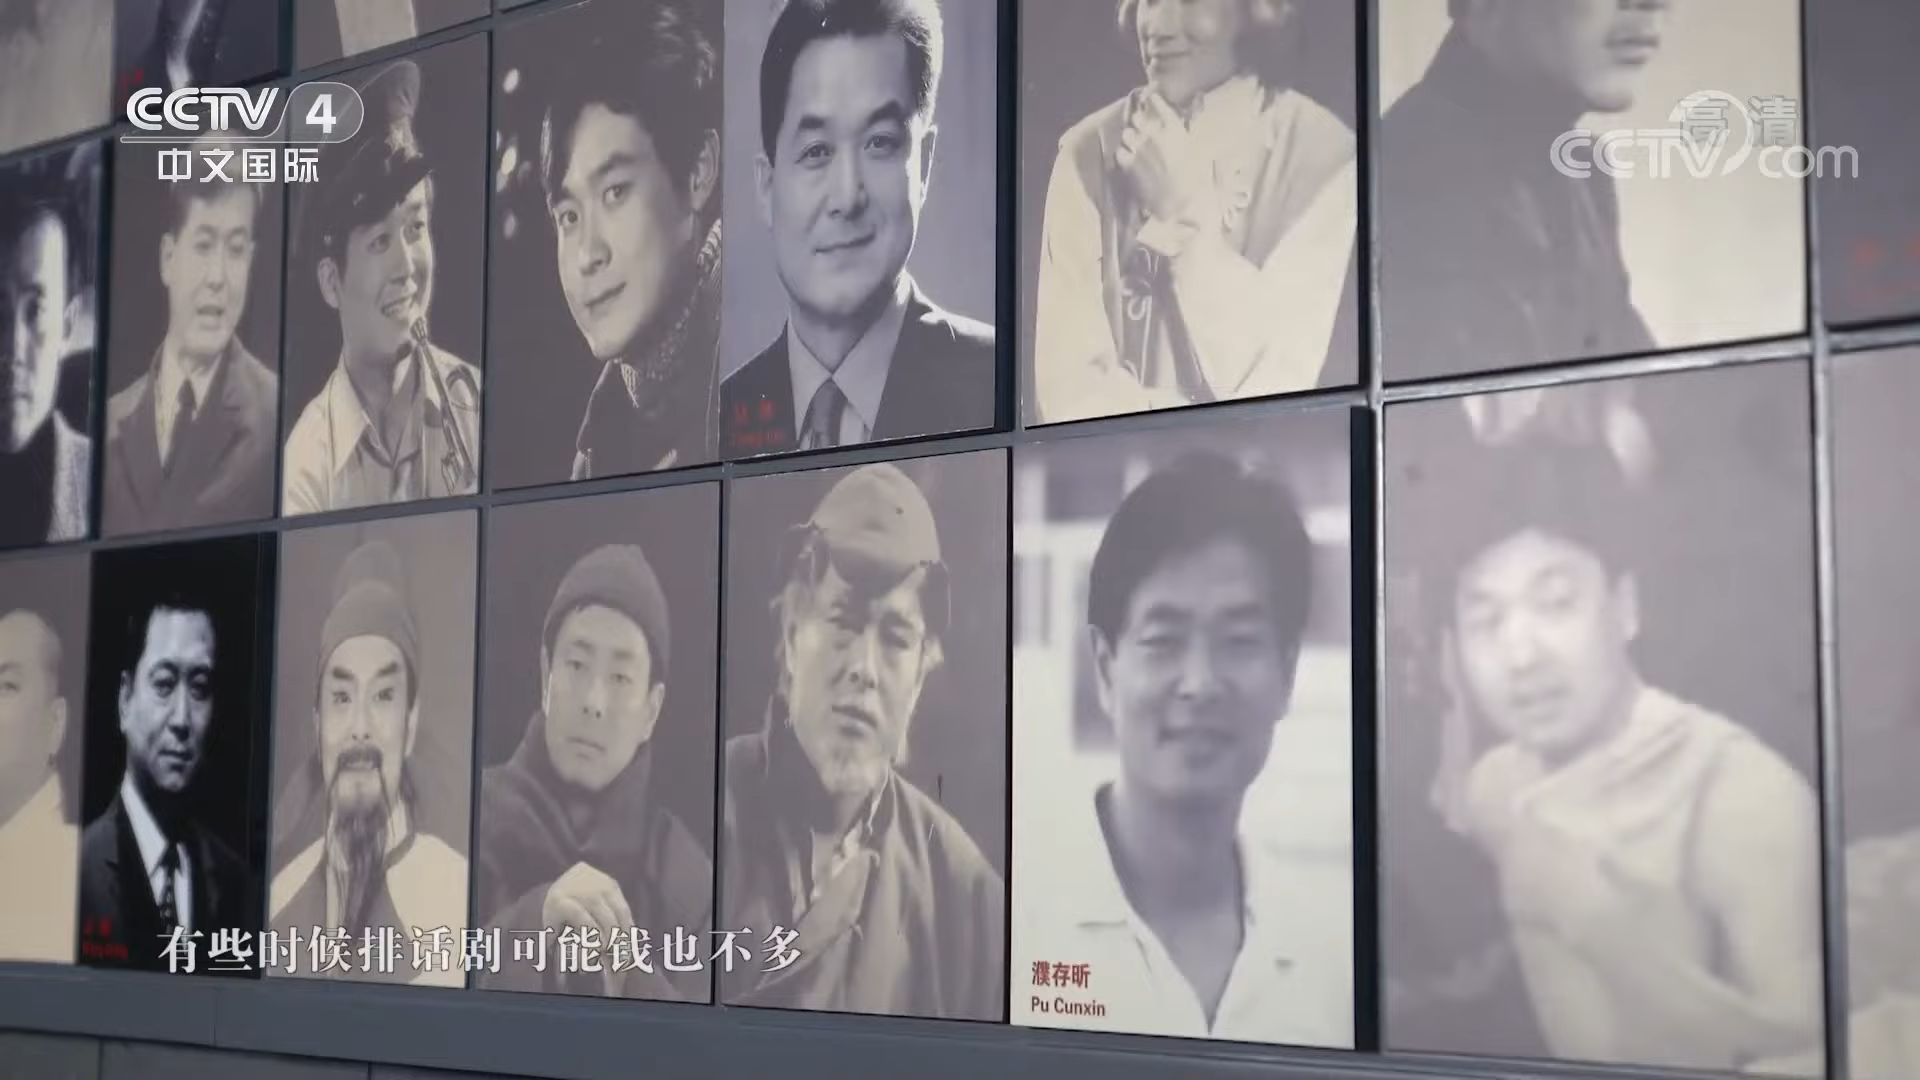 CCTV 4
中文国际
高清
CCTV.com
濮存昕
Pu Cunxin
有些时候排话剧可能钱也不多